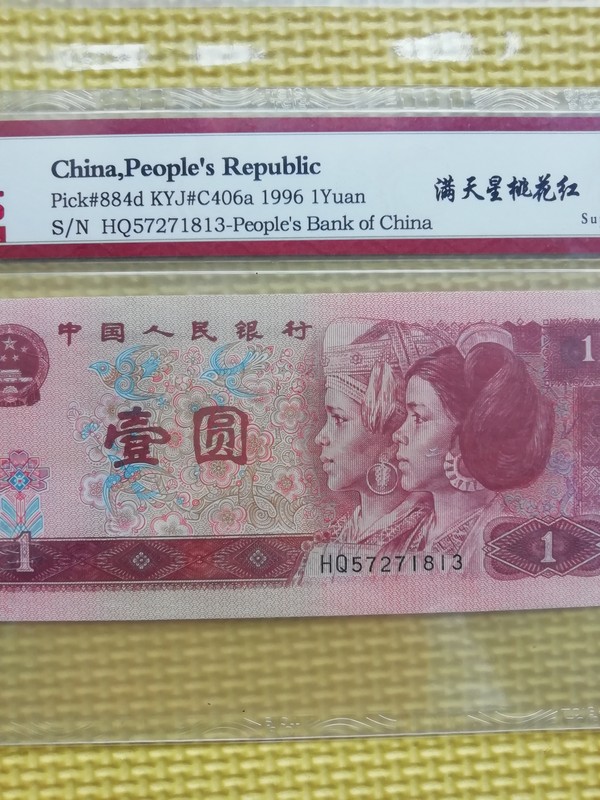 China,People's Republic
Pick#884d KYJ#C406a 1996 1Yuan
S/N HQ57271813-People's Bank of China
满天星桃花红
Su
中国人民银行
1
壹圆
1
HQ57271813
1